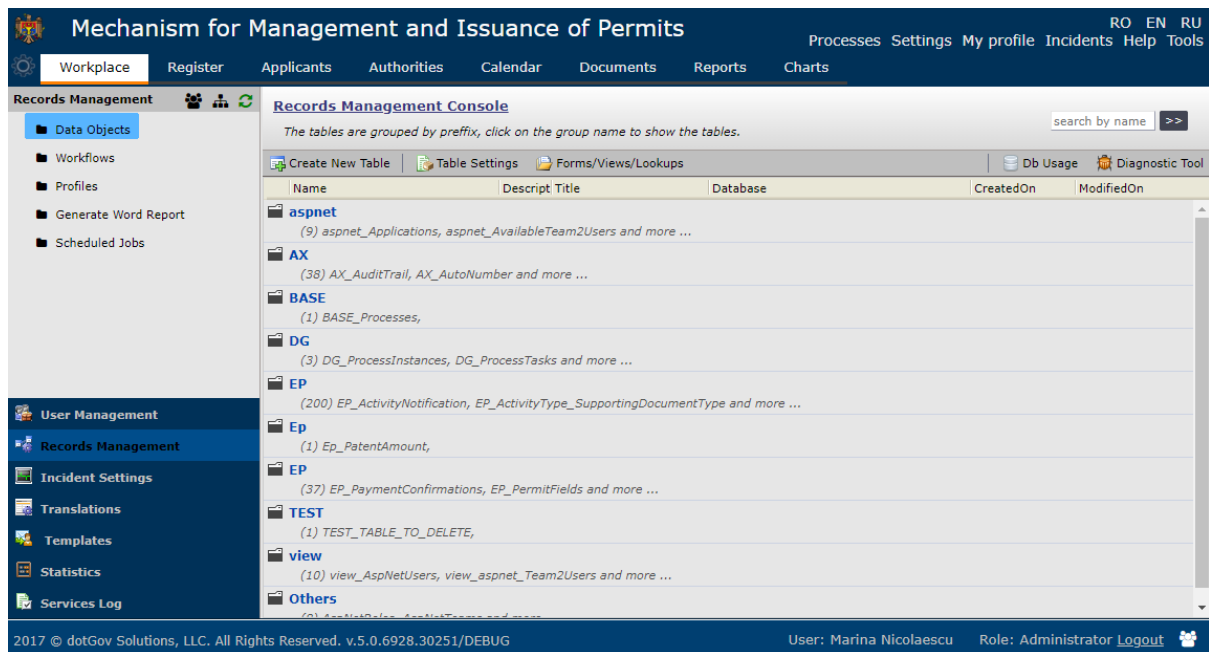 Mechanism for Management and Issuance of Permits
RO EN RU
Processes Settings My profile Incidents Help Tools
Workplace Register Applicants Authorities Calendar Documents Reports Charts
Records Management
Data Objects
Workflows
Profiles
Generate Word Report
Scheduled Jobs
User Management
Records Management
Incident Settings
Translations
Templates
Statistics
Services Log
Records Management Console
The tables are grouped by preffix, click on the group name to show the tables.
search by name >>
Create New Table Table Settings Forms/Views/Lookups Db Usage Diagnostic Tool
Name Descript Title Database CreatedOn ModifiedOn
aspnet
(9) aspnet_Applications, aspnet_AvailableTeam2Users and more ...
AX
(38) AX_AuditTrail, AX_AutoNumber and more ...
BASE
(1) BASE_Processes,
DG
(3) DG_ProcessInstances, DG_ProcessTasks and more ...
EP
(200) EP_ActivityNotification, EP_ActivityType_SupportingDocumentType and more ...
Ep
(1) Ep_PatentAmount,
EP
(37) EP_PaymentConfirmations, EP_PermitFields and more ...
TEST
(1) TEST_TABLE_TO_DELETE,
view
(10) view_AspNetUsers, view_aspnet_Team2Users and more ...
Others
2017 © dotGov Solutions, LLC. All Rights Reserved. v.5.0.6928.30251/DEBUG
User: Marina Nicolaescu Role: Administrator Logout